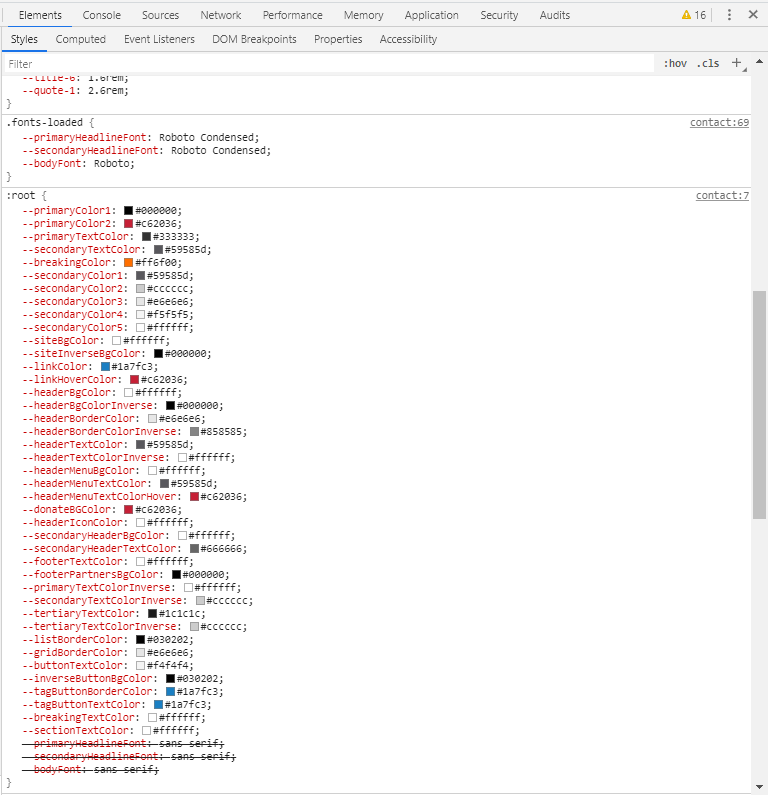 Elements Console Sources Network Performance Memory Application Security Audits 16
Styles Computed Event Listeners DOM Breakpoints Properties Accessibility
Filter :hov .cls +
--title-6: 1.6rem;
--quote-1: 2.6rem;
}
.fonts-loaded { contact:69
--primaryHeadlineFont: Roboto Condensed;
--secondaryHeadlineFont: Roboto Condensed;
--bodyFont: Roboto;
}
:root { contact:7
--primaryColor1: #000000;
--primaryColor2: #c62036;
--primaryTextColor: #333333;
--secondaryTextColor: #59585d;
--breakingColor: #ff6f00;
--secondaryColor1: #59585d;
--secondaryColor2: #cccccc;
--secondaryColor3: #e6e6e6;
--secondaryColor4: #f5f5f5;
--secondaryColor5: #ffffff;
--siteBgColor: #ffffff;
--siteInverseBgColor: #000000;
--linkColor: #1a7fc3;
--linkHoverColor: #c62036;
--headerBgColor: #ffffff;
--headerBgColorInverse: #000000;
--headerBorderColor: #e6e6e6;
--headerBorderColorInverse: #858585;
--headerTextColor: #59585d;
--headerTextColorInverse: #ffffff;
--headerMenuBgColor: #ffffff;
--headerMenuTextColor: #59585d;
--headerMenuTextColorHover: #c62036;
--donateBGColor: #c62036;
--headerIconColor: #ffffff;
--secondaryHeaderBgColor: #ffffff;
--secondaryHeaderTextColor: #666666;
--footerTextColor: #ffffff;
--footerPartnersBgColor: #000000;
--primaryTextColorInverse: #ffffff;
--secondaryTextColorInverse: #cccccc;
--tertiaryTextColor: #1c1c1c;
--tertiaryTextColorInverse: #cccccc;
--listBorderColor: #030202;
--gridBorderColor: #e6e6e6;
--buttonTextColor: #f4f4f4;
--inverseButtonBgColor: #030202;
--tagButtonBorderColor: #1a7fc3;
--tagButtonTextColor: #1a7fc3;
--breakingTextColor: #ffffff;
--sectionTextColor: #ffffff;
--primaryHeadlineFont: sans-serif;
--secondaryHeadlineFont: sans-serif;
--bodyFont: sans-serif;
}